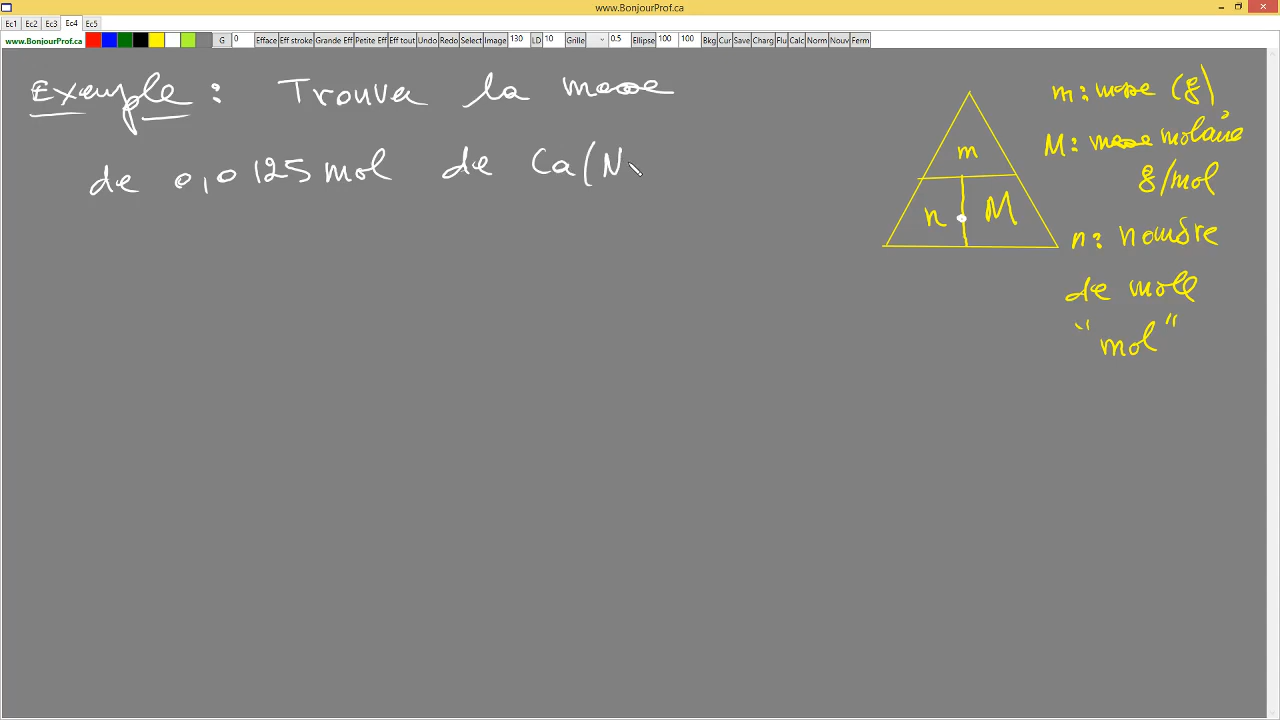 www.BonjourProf.ca
Ec1 Ec2 Ec3 Ec4 Ec5
www.BonjourProf.ca G 0 Efface Eff stroke Grande Eff Petite Eff Eff tout Undo Redo Select Image 130 LD 10 Grille 0.5 Ellipse 100 100 Bkg Cur Save Charg Flu Calc Norm Nouv Ferm
Exemple : Trouver la masse
de 0,0125 mol de Ca(N
m
n M
m : masse (g)
M : masse molaire
g/mol
n : nombre
de mole
"mol"